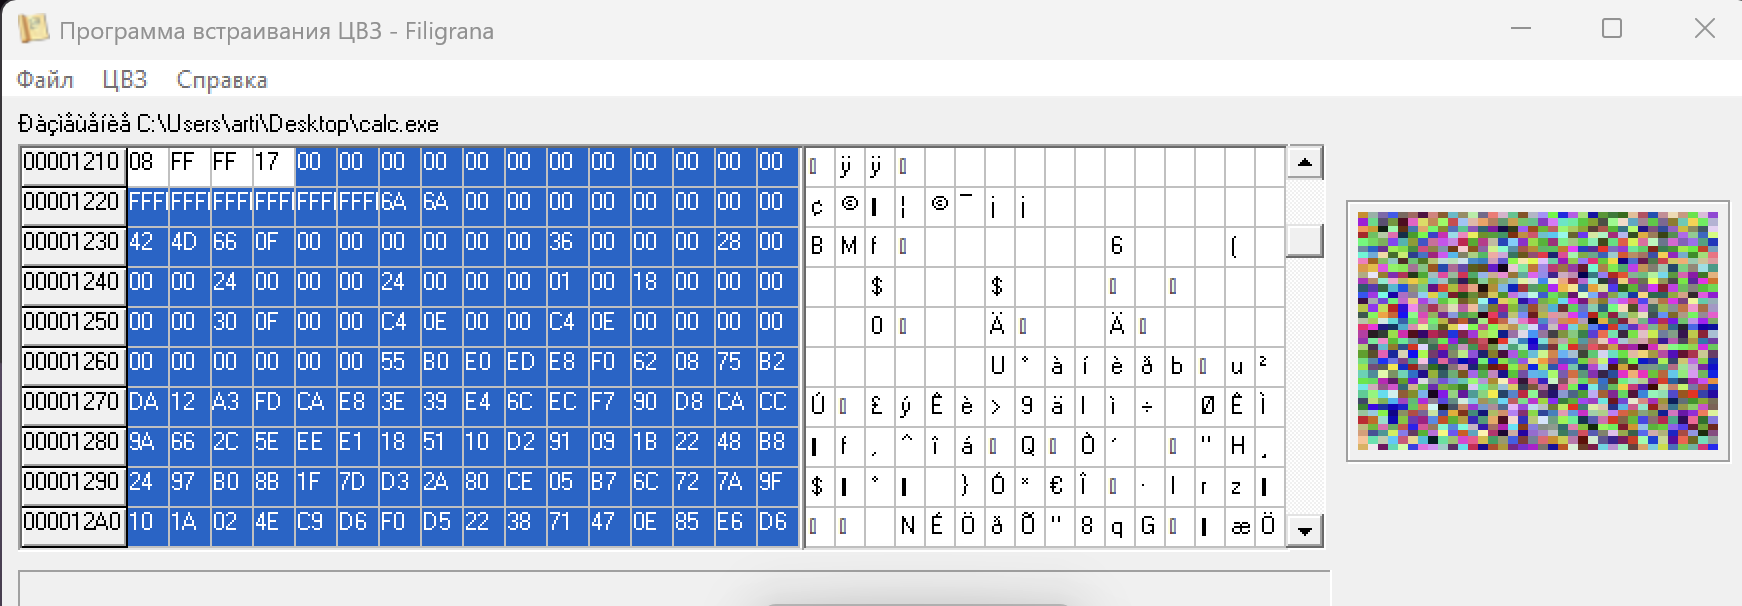 Программа встраивания ЦВЗ - Filigrana
Файл ЦВЗ Справка
Ðàçìåùåíèå C:\Users\arti\Desktop\calc.exe
00001210 08 FF FF 17 00 00 00 00 00 00 00 00 00 00 00 00 ÿ ÿ
00001220 FFF FFF FFF FFF FFF FFF 6A 6A 00 00 00 00 00 00 00 00 ¢ © ¦ © ¯ j j
00001230 42 4D 66 0F 00 00 00 00 00 00 36 00 00 00 28 00 B M f 6 (
00001240 00 00 24 00 00 00 24 00 00 00 01 00 18 00 00 00 $ $
00001250 00 00 30 0F 00 00 C4 0E 00 00 C4 0E 00 00 00 00 0 Ä Ä
00001260 00 00 00 00 00 00 55 B0 E0 ED E8 F0 62 08 75 B2 U ° à í è ð b u ²
00001270 DA 12 A3 FD CA E8 3E 39 E4 6C EC F7 90 D8 CA CC Ú £ ý Ê è > 9 ä l ì ÷ Ø Ê Ì
00001280 9A 66 2C 5E EE E1 18 51 10 D2 91 09 1B 22 48 B8 f , ^ î á Q Ò ' " H ¸
00001290 24 97 B0 8B 1F 7D D3 2A 80 CE 05 B7 6C 72 7A 9F $ ° } Ó * € Î · l r z
000012A0 10 1A 02 4E C9 D6 F0 D5 22 38 71 47 0E 85 E6 D6 N É Ö ð Õ " 8 q G æ Ö